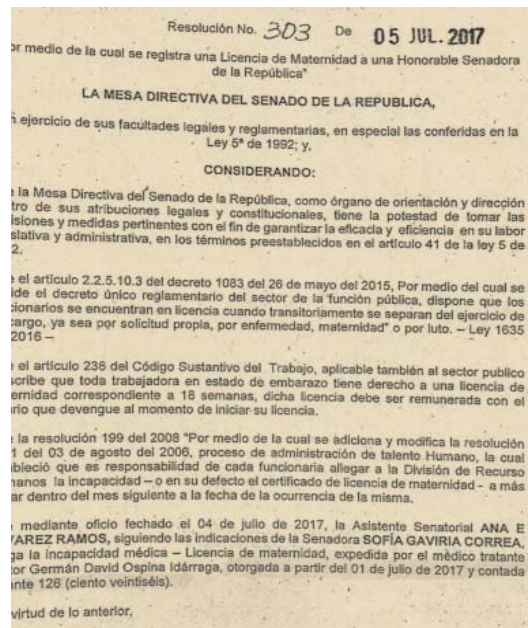 Resolución No. 303 De 05 JUL. 2017
or medio de la cual se registra una Licencia de Maternidad a una Honorable Senadora
de la República"
LA MESA DIRECTIVA DEL SENADO DE LA REPUBLICA,
n ejercicio de sus facultades legales y reglamentarias, en especial las conferidas en la
Ley 5ª de 1992; y,
CONSIDERANDO:
e la Mesa Directiva del Senado de la República, como órgano de orientación y dirección
tro de sus atribuciones legales y constitucionales, tiene la potestad de tomar las
isiones y medidas pertinentes con el fin de garantizar la eficacia y eficiencia en su labor
slativa y administrativa, en los términos preestablecidos en el artículo 41 de la ley 5 de
2.
e el artículo 2.2.5.10.3 del decreto 1083 del 26 de mayo del 2015, Por medio del cual se
ide el decreto único reglamentario del sector de la función pública, dispone que los
cionarios se encuentran en licencia cuando transitoriamente se separan del ejercicio de
cargo, ya sea por solicitud propia, por enfermedad, maternidad" o por luto. – Ley 1635
2016 –
e el artículo 236 del Código Sustantivo del Trabajo, aplicable también al sector publico
scribe que toda trabajadora en estado de embarazo tiene derecho a una licencia de
ernidad correspondiente a 18 semanas, dicha licencia debe ser remunerada con el
ario que devengue al momento de iniciar su licencia.
e la resolución 199 del 2008 "Por medio de la cual se adiciona y modifica la resolución
1 del 03 de agosto del 2006, proceso de administración de talento Humano, la cual
bleció que es responsabilidad de cada funcionaria allegar a la División de Recurso
nanos la incapacidad – o en su defecto el certificado de licencia de maternidad - a más
ar dentro del mes siguiente a la fecha de la ocurrencia de la misma.
e mediante oficio fechado el 04 de julio de 2017, la Asistente Senatorial ANA E
VAREZ RAMOS, siguiendo las indicaciones de la Senadora SOFÍA GAVIRIA CORREA,
ga la incapacidad médica – Licencia de maternidad, expedida por el médico tratante
tor Germán David Ospina Idárraga, otorgada a partir del 01 de julio de 2017 y contada
ante 126 (ciento veintiséis).
virtud de lo anterior,